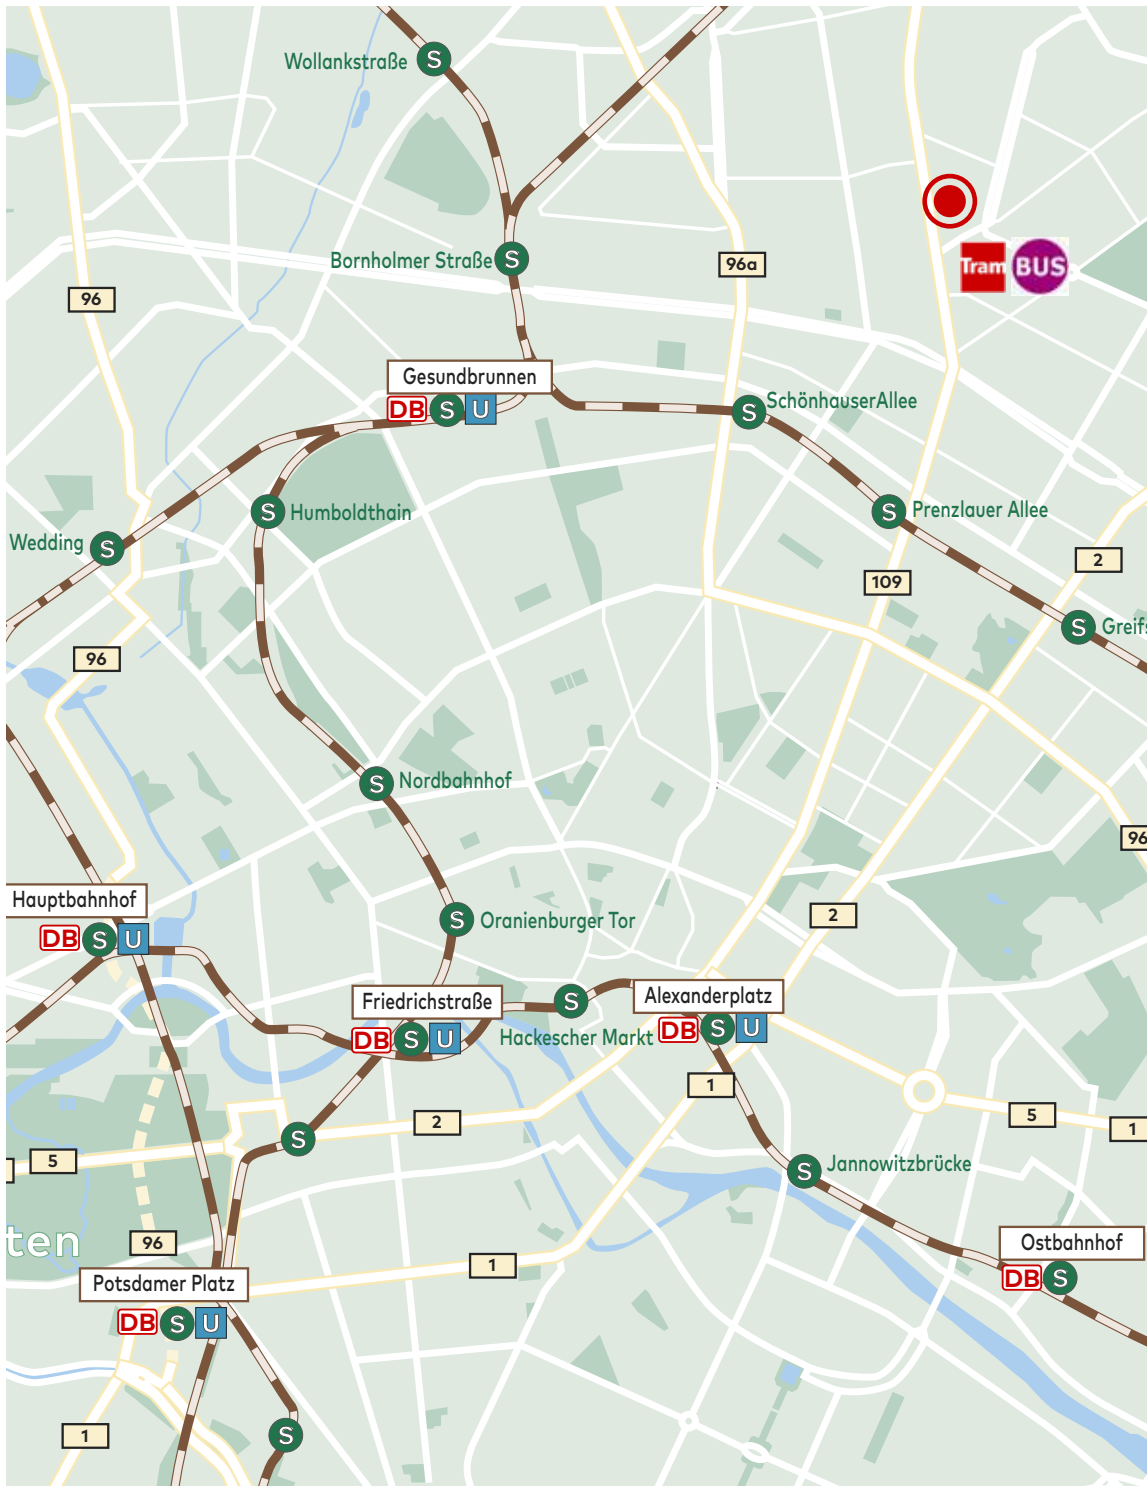 Wollankstraße
S
Bornholmer Straße
S
96a
Tram
BUS
96
Gesundbrunnen
DB
S
U
S
SchönhauserAllee
S
Humboldthain
S
Prenzlauer Allee
Wedding
S
2
109
S
Greifs
96
S
Nordbahnhof
96
Hauptbahnhof
DB
S
U
S
Oranienburger Tor
2
Friedrichstraße
DB
S
U
S
Hackescher Markt
Alexanderplatz
DB
S
U
1
2
5
1
S
5
S
Jannowitzbrücke
ten
96
Ostbahnhof
DB
S
1
Potsdamer Platz
DB
S
U
1
S